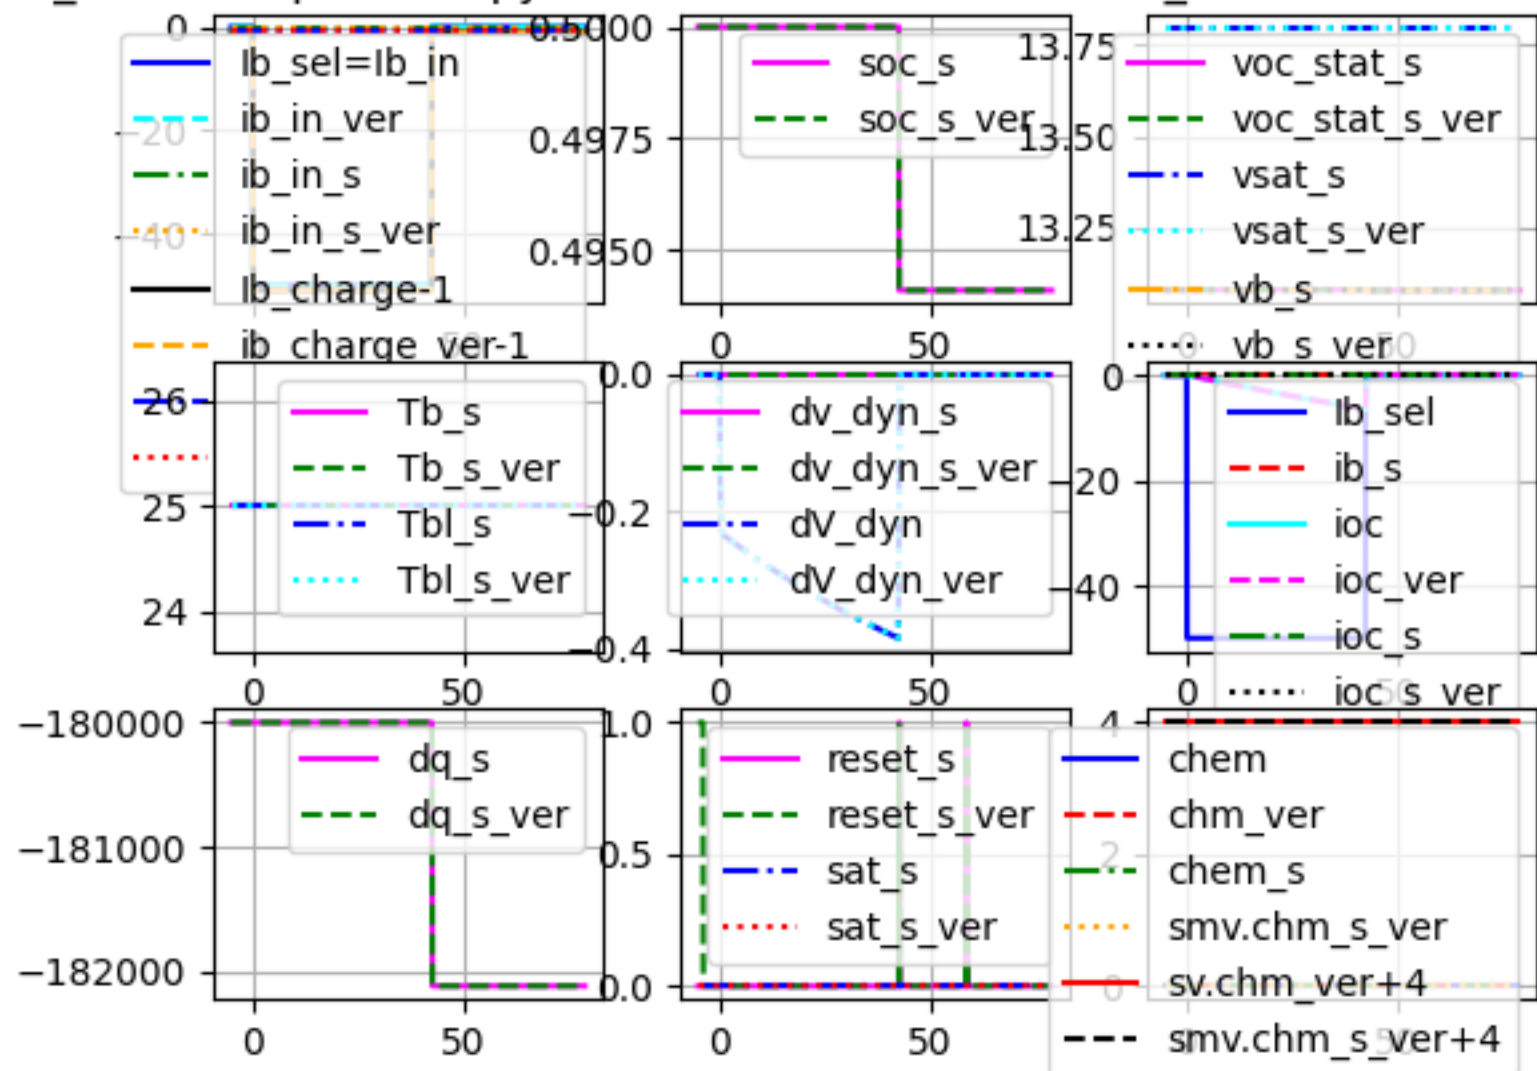 0
−20
−40
Ib_sel=Ib_in
ib_in_ver
ib_in_s
ib_in_s_ver
Ib_charge-1
ib_charge_ver-1
0.5000
0.4975
0.4950
soc_s
soc_s_ver
0
50
13.75
13.50
13.25
voc_stat_s
voc_stat_s_ver
vsat_s
vsat_s_ver
vb_s
vb_s_ver
0
50
26
25
24
Tb_s
Tb_s_ver
Tbl_s
Tbl_s_ver
0
50
0.0
−0.2
−0.4
dv_dyn_s
dv_dyn_s_ver
dV_dyn
dV_dyn_ver
0
50
0
−20
−40
Ib_sel
ib_s
ioc
ioc_ver
ioc_s
ioc_s_ver
0
50
−180000
−181000
−182000
dq_s
dq_s_ver
0
50
1.0
0.5
0.0
reset_s
reset_s_ver
sat_s
sat_s_ver
0
50
4
2
0
chem
chm_ver
chem_s
smv.chm_s_ver
sv.chm_ver+4
smv.chm_s_ver+4
0
50